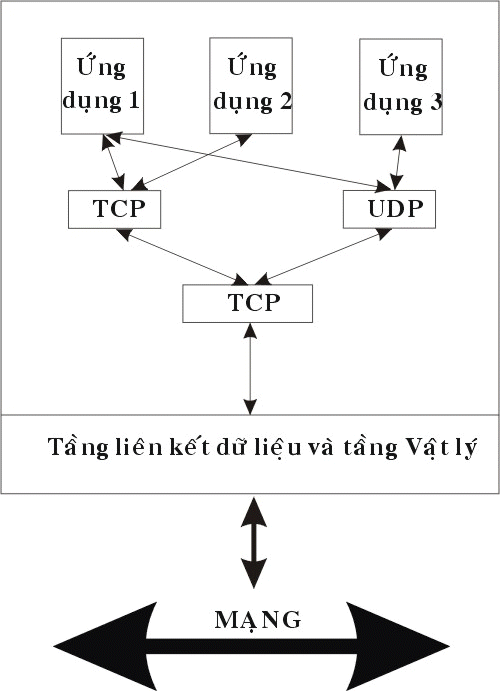 Ứng
dụng 1
Ứng
dụng 2
Ứng
dụng 3
TCP
UDP
TCP
Tầng liên kết dữ liệu và tầng Vật lý
MẠNG